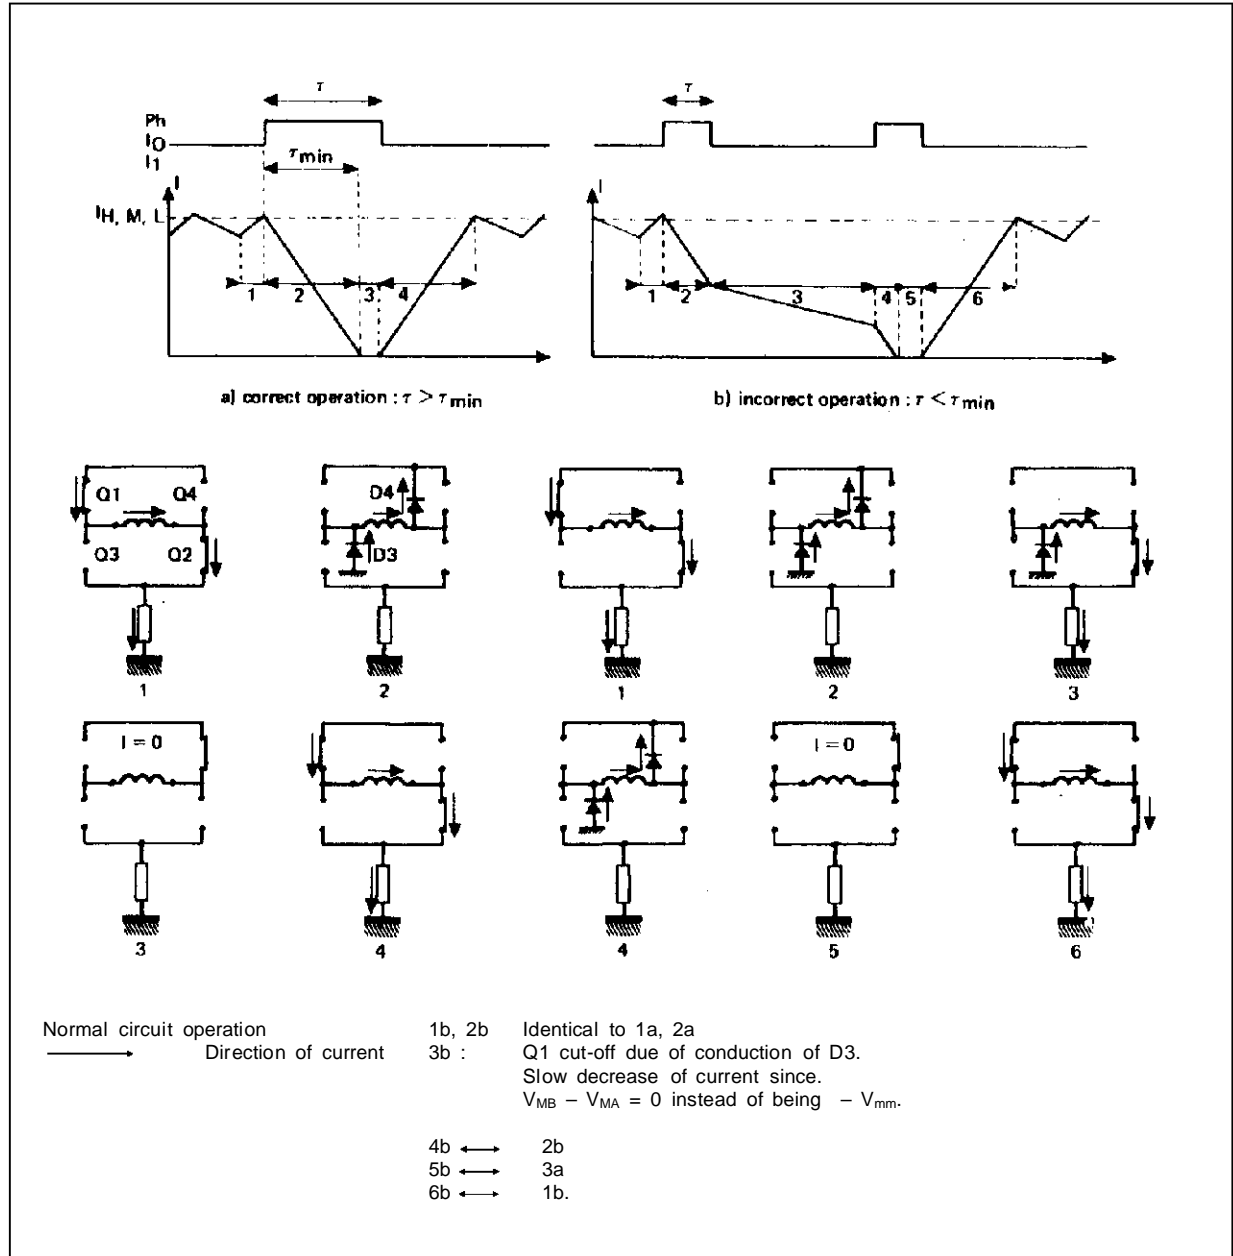 τ
τ
Ph
I0
I1
τmin
I
I
IH, M, L
1 2 3 4
1 2 3 4 5 6
a) correct operation : τ > τmin
b) incorrect operation : τ < τmin
Q1 Q4
D4
Q3 Q2
D3
1 2 1 2 3
I = 0
I = 0
3 4 4 5 6
Normal circuit operation 1b, 2b Identical to 1a, 2a
Direction of current 3b : Q1 cut-off due of conduction of D3.
Slow decrease of current since.
VMB – VMA = 0 instead of being – Vmm.
4b ⟷ 2b
5b ⟷ 3a
6b ⟷ 1b.